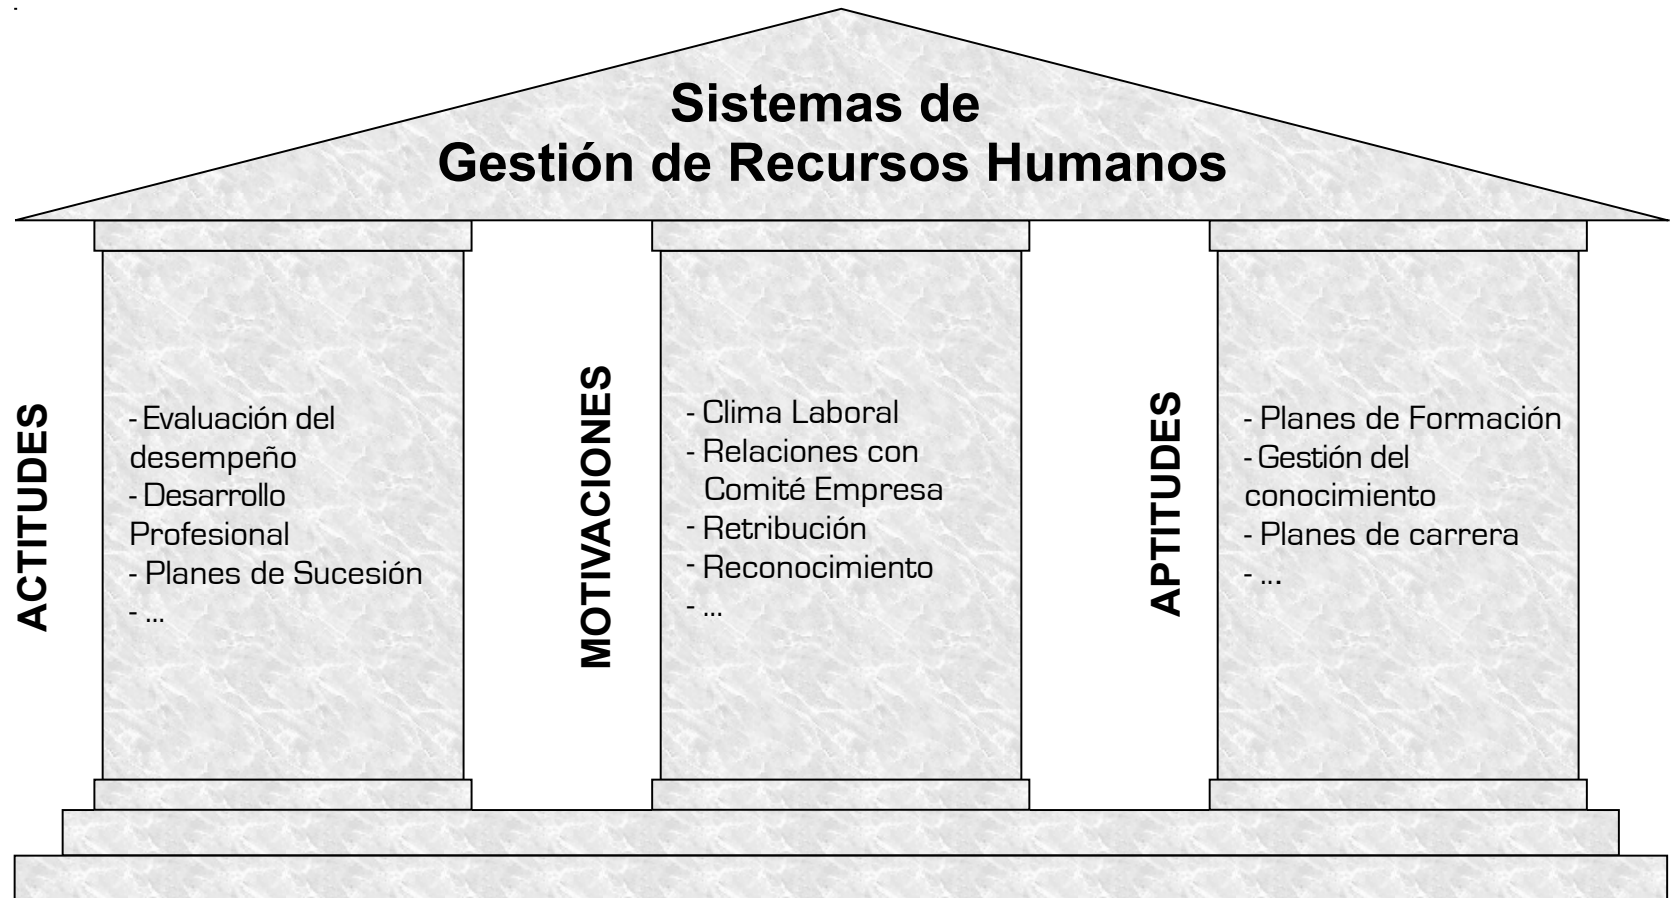 Sistemas de
Gestión de Recursos Humanos
ACTITUDES
- Evaluación del
desempeño
- Desarrollo
Profesional
- Planes de Sucesión
- ...
MOTIVACIONES
- Clima Laboral
- Relaciones con
Comité Empresa
- Retribución
- Reconocimiento
- ...
APTITUDES
- Planes de Formación
- Gestión del
conocimiento
- Planes de carrera
- ...